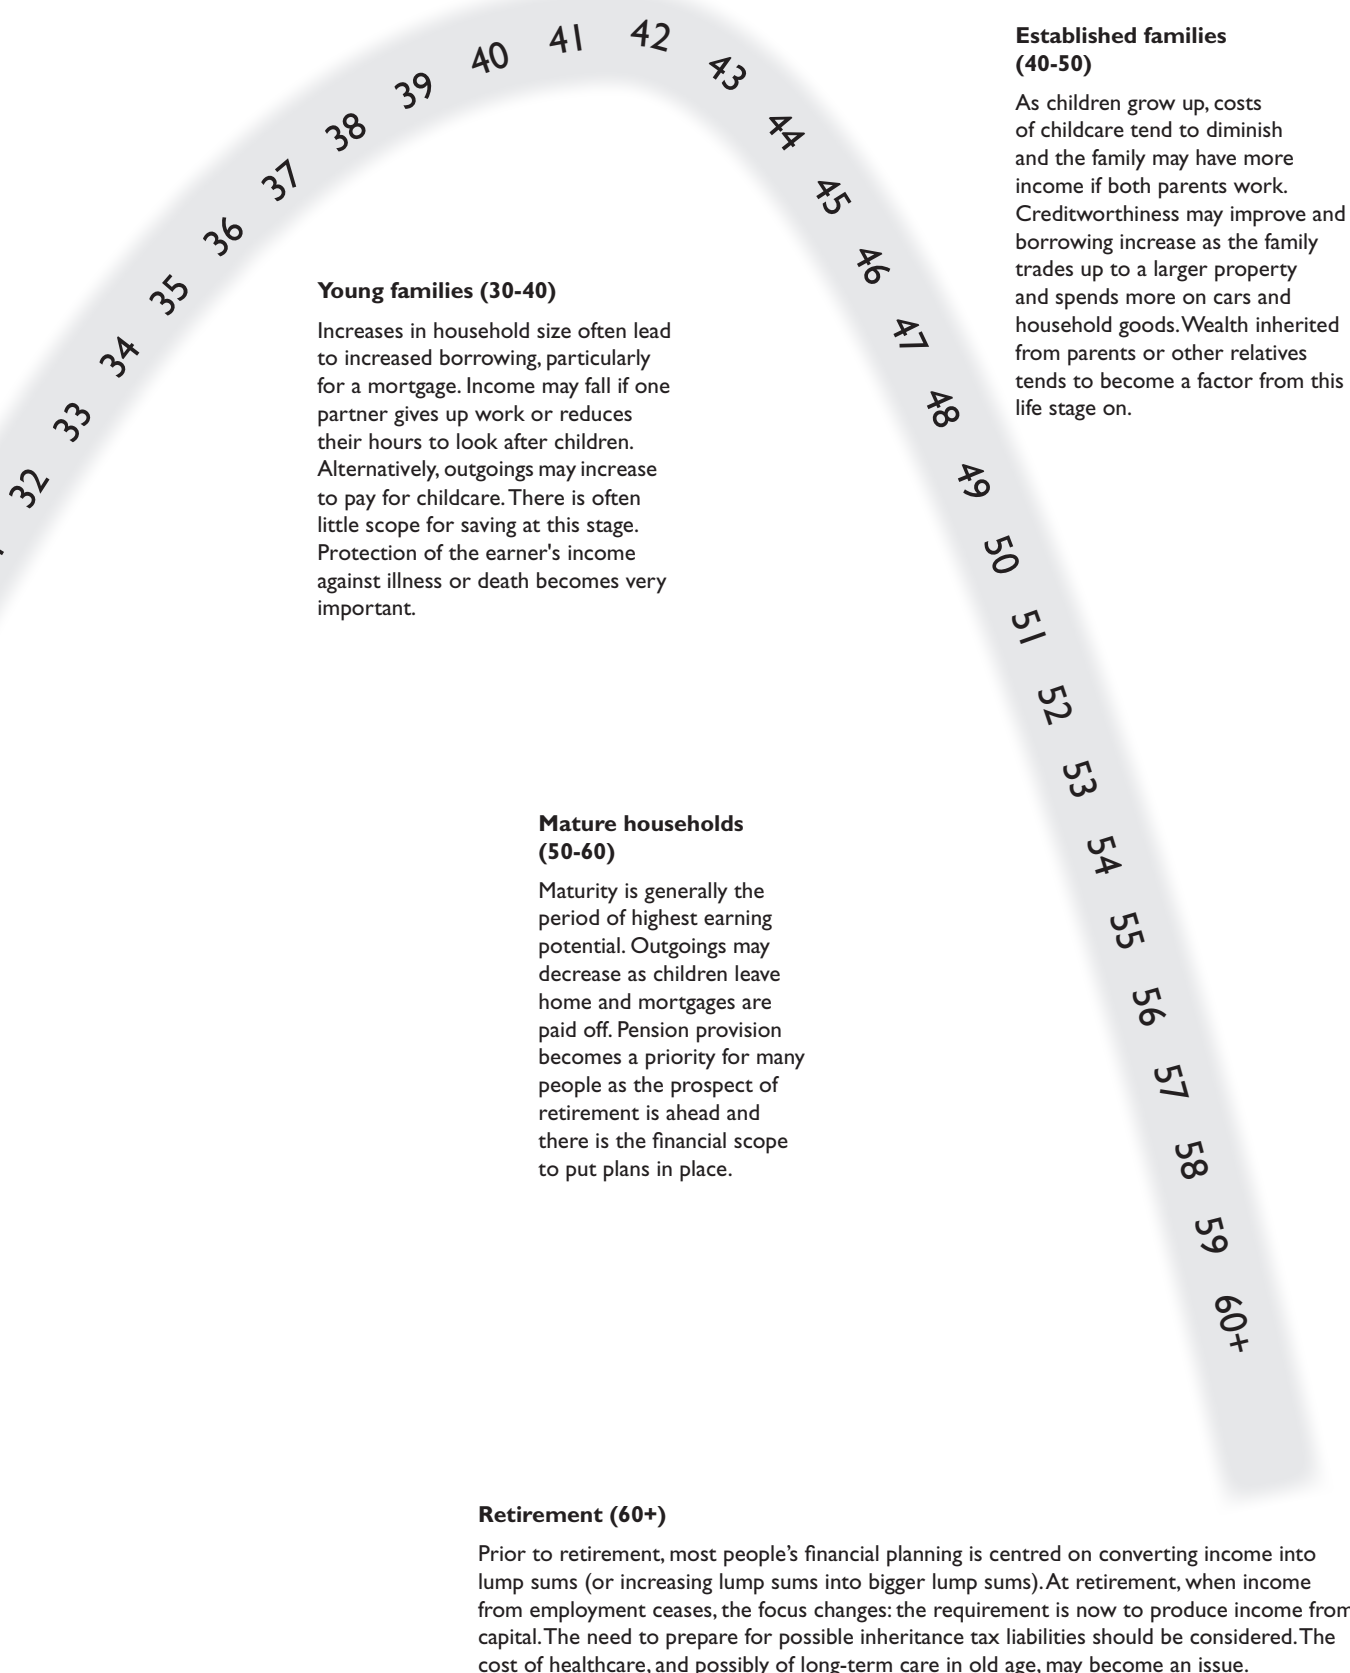 32
33
34
35
36
37
38
39
40
41
42
43
44
45
46
47
48
49
50
51
52
53
54
55
56
57
58
59
60+
Established families
(40-50)
As children grow up, costs
of childcare tend to diminish
and the family may have more
income if both parents work.
Creditworthiness may improve and
borrowing increase as the family
trades up to a larger property
and spends more on cars and
household goods. Wealth inherited
from parents or other relatives
tends to become a factor from this
life stage on.
Young families (30-40)
Increases in household size often lead
to increased borrowing, particularly
for a mortgage. Income may fall if one
partner gives up work or reduces
their hours to look after children.
Alternatively, outgoings may increase
to pay for childcare. There is often
little scope for saving at this stage.
Protection of the earner's income
against illness or death becomes very
important.
Mature households
(50-60)
Maturity is generally the
period of highest earning
potential. Outgoings may
decrease as children leave
home and mortgages are
paid off. Pension provision
becomes a priority for many
people as the prospect of
retirement is ahead and
there is the financial scope
to put plans in place.
Retirement (60+)
Prior to retirement, most people’s financial planning is centred on converting income into
lump sums (or increasing lump sums into bigger lump sums). At retirement, when income
from employment ceases, the focus changes: the requirement is now to produce income from
capital. The need to prepare for possible inheritance tax liabilities should be considered. The
cost of healthcare, and possibly of long-term care in old age, may become an issue.